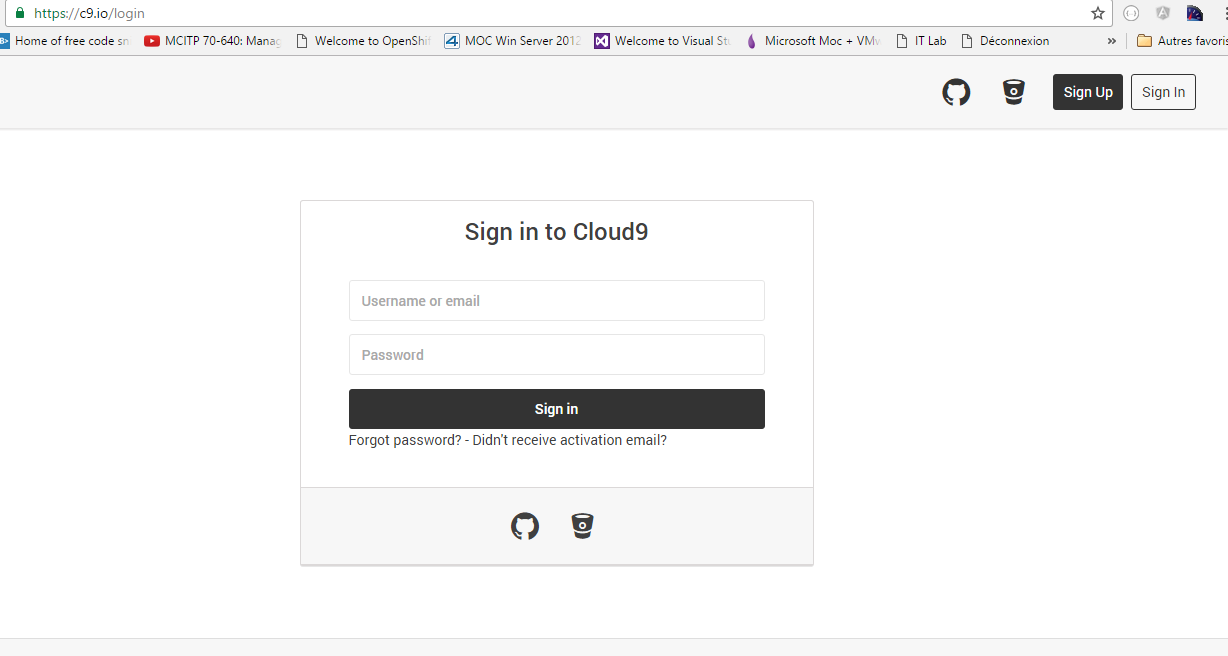 https://c9.io/login
Home of free code sn
MCITP 70-640: Manag
Welcome to OpenShif
MOC Win Server 2012
Welcome to Visual Stu
Microsoft Moc + VMw
IT Lab
Déconnexion
»
Autres favoris
Sign Up
Sign In
Sign in to Cloud9
Username or email
Password
Sign in
Forgot password? - Didn't receive activation email?